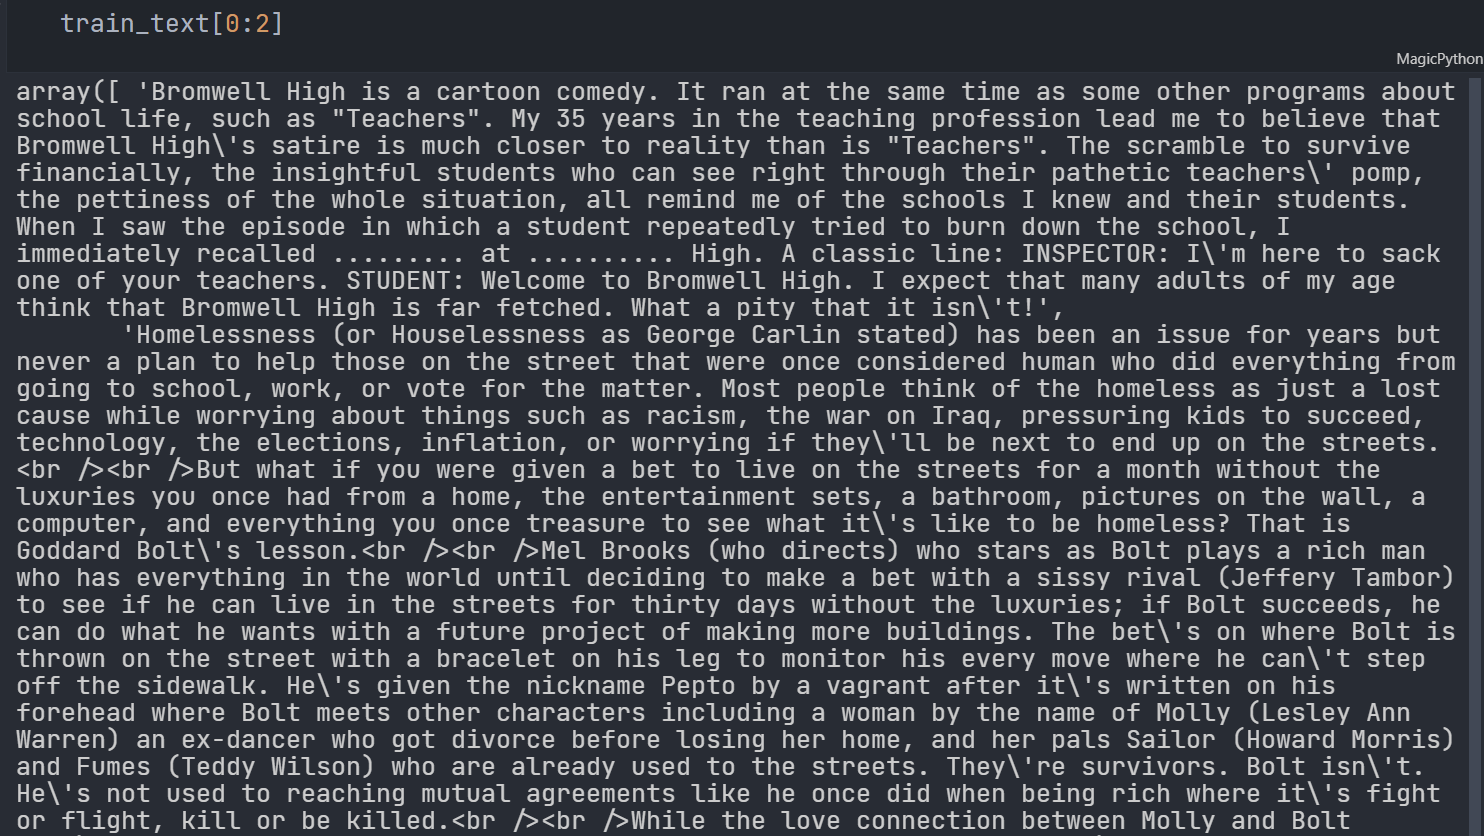 train_text[0:2]
MagicPython
array([ 'Bromwell High is a cartoon comedy. It ran at the same time as some other programs about
school life, such as "Teachers". My 35 years in the teaching profession lead me to believe that
Bromwell High\'s satire is much closer to reality than is "Teachers". The scramble to survive
financially, the insightful students who can see right through their pathetic teachers\' pomp,
the pettiness of the whole situation, all remind me of the schools I knew and their students.
When I saw the episode in which a student repeatedly tried to burn down the school, I
immediately recalled ......... at .......... High. A classic line: INSPECTOR: I\'m here to sack
one of your teachers. STUDENT: Welcome to Bromwell High. I expect that many adults of my age
think that Bromwell High is far fetched. What a pity that it isn\'t!',
'Homelessness (or Houselessness as George Carlin stated) has been an issue for years but
never a plan to help those on the street that were once considered human who did everything from
going to school, work, or vote for the matter. Most people think of the homeless as just a lost
cause while worrying about things such as racism, the war on Iraq, pressuring kids to succeed,
technology, the elections, inflation, or worrying if they\'ll be next to end up on the streets.
<br /><br />But what if you were given a bet to live on the streets for a month without the
luxuries you once had from a home, the entertainment sets, a bathroom, pictures on the wall, a
computer, and everything you once treasure to see what it\'s like to be homeless? That is
Goddard Bolt\'s lesson.<br /><br />Mel Brooks (who directs) who stars as Bolt plays a rich man
who has everything in the world until deciding to make a bet with a sissy rival (Jeffery Tambor)
to see if he can live in the streets for thirty days without the luxuries; if Bolt succeeds, he
can do what he wants with a future project of making more buildings. The bet\'s on where Bolt is
thrown on the street with a bracelet on his leg to monitor his every move where he can\'t step
off the sidewalk. He\'s given the nickname Pepto by a vagrant after it\'s written on his
forehead where Bolt meets other characters including a woman by the name of Molly (Lesley Ann
Warren) an ex-dancer who got divorce before losing her home, and her pals Sailor (Howard Morris)
and Fumes (Teddy Wilson) who are already used to the streets. They\'re survivors. Bolt isn\'t.
He\'s not used to reaching mutual agreements like he once did when being rich where it\'s fight
or flight, kill or be killed.<br /><br />While the love connection between Molly and Bolt